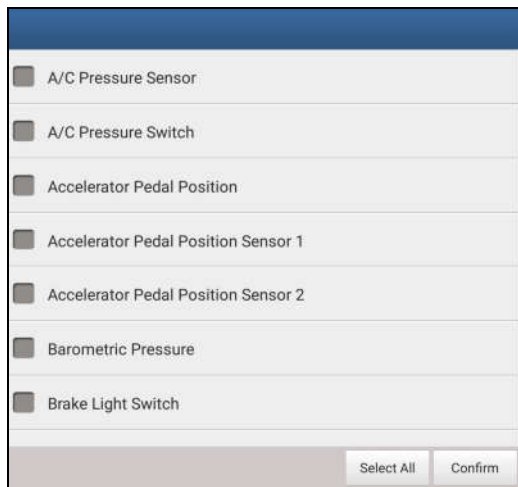 A/C Pressure Sensor
A/C Pressure Switch
Accelerator Pedal Position
Accelerator Pedal Position Sensor 1
Accelerator Pedal Position Sensor 2
Barometric Pressure
Brake Light Switch
Select All Confirm